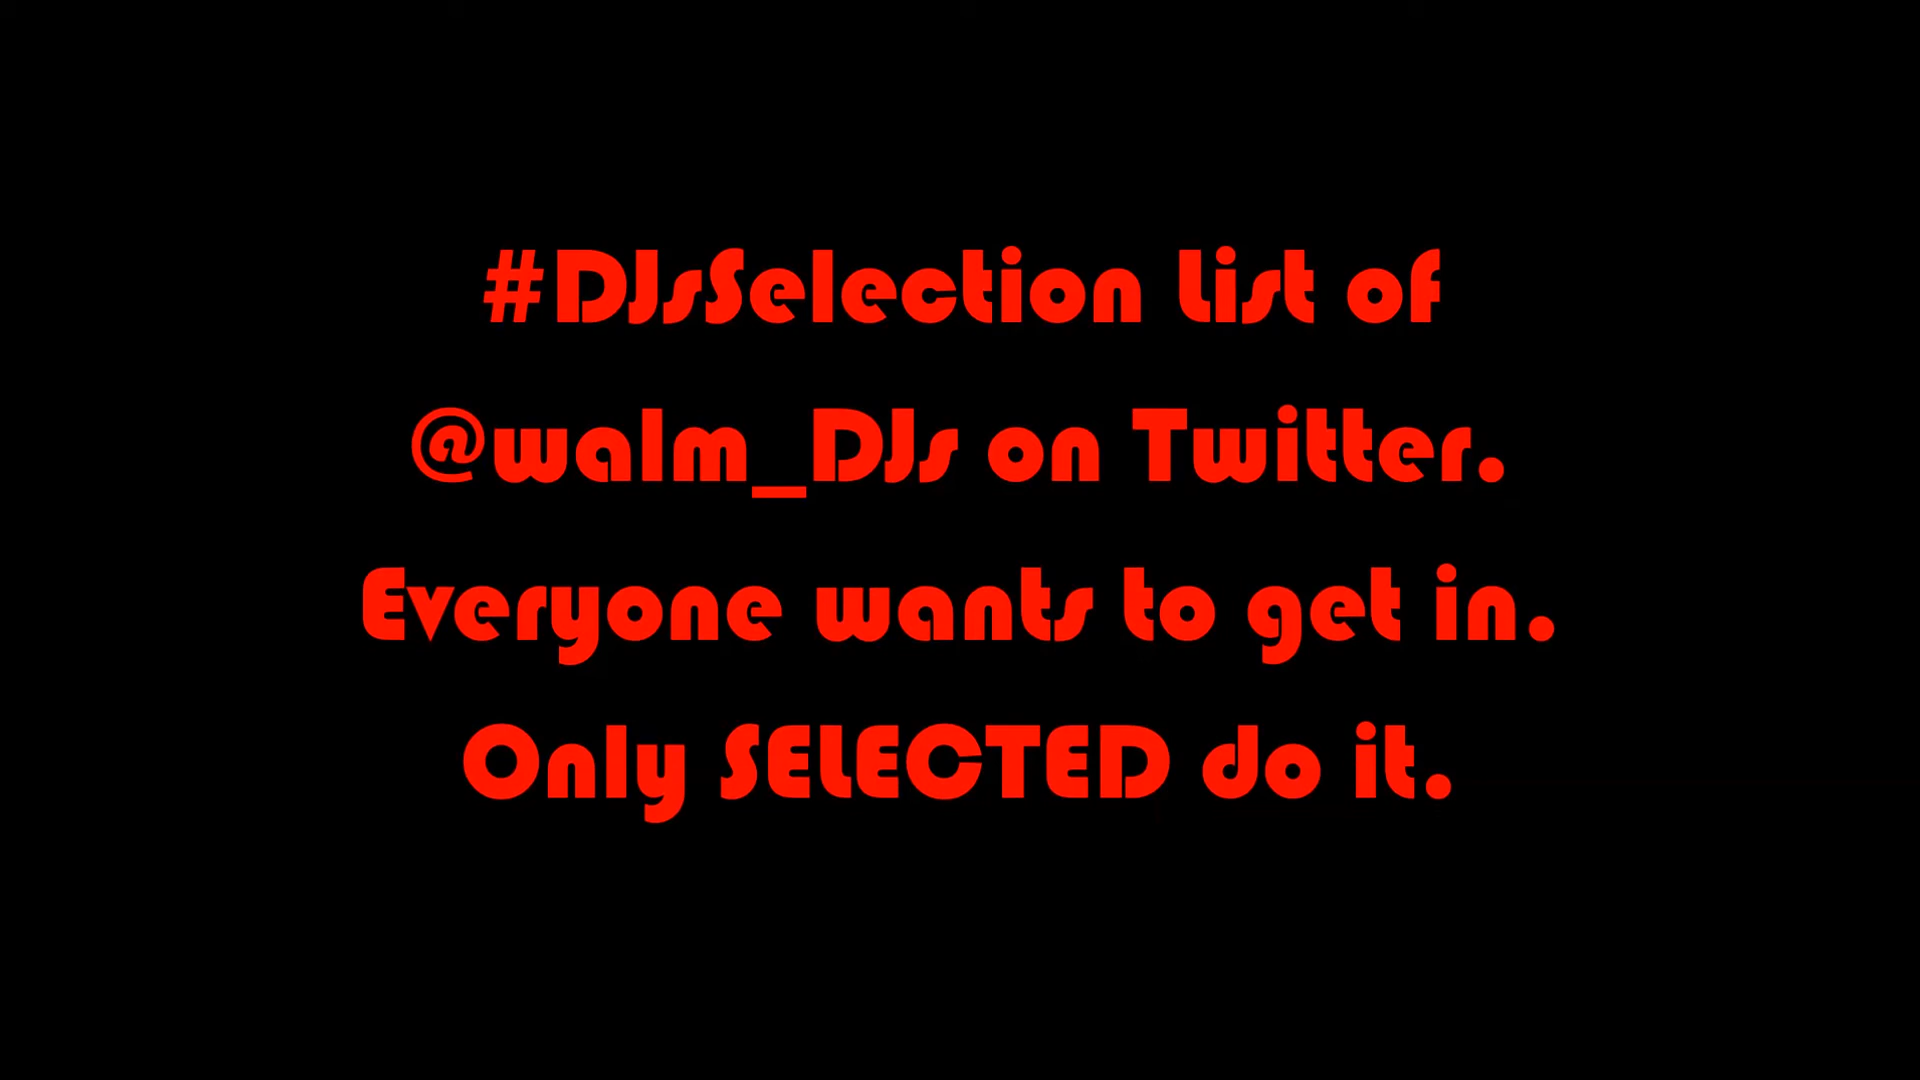 #DJsSelection List of
@walm_DJs on Twitter.
Everyone wants to get in.
Only SELECTED do it.